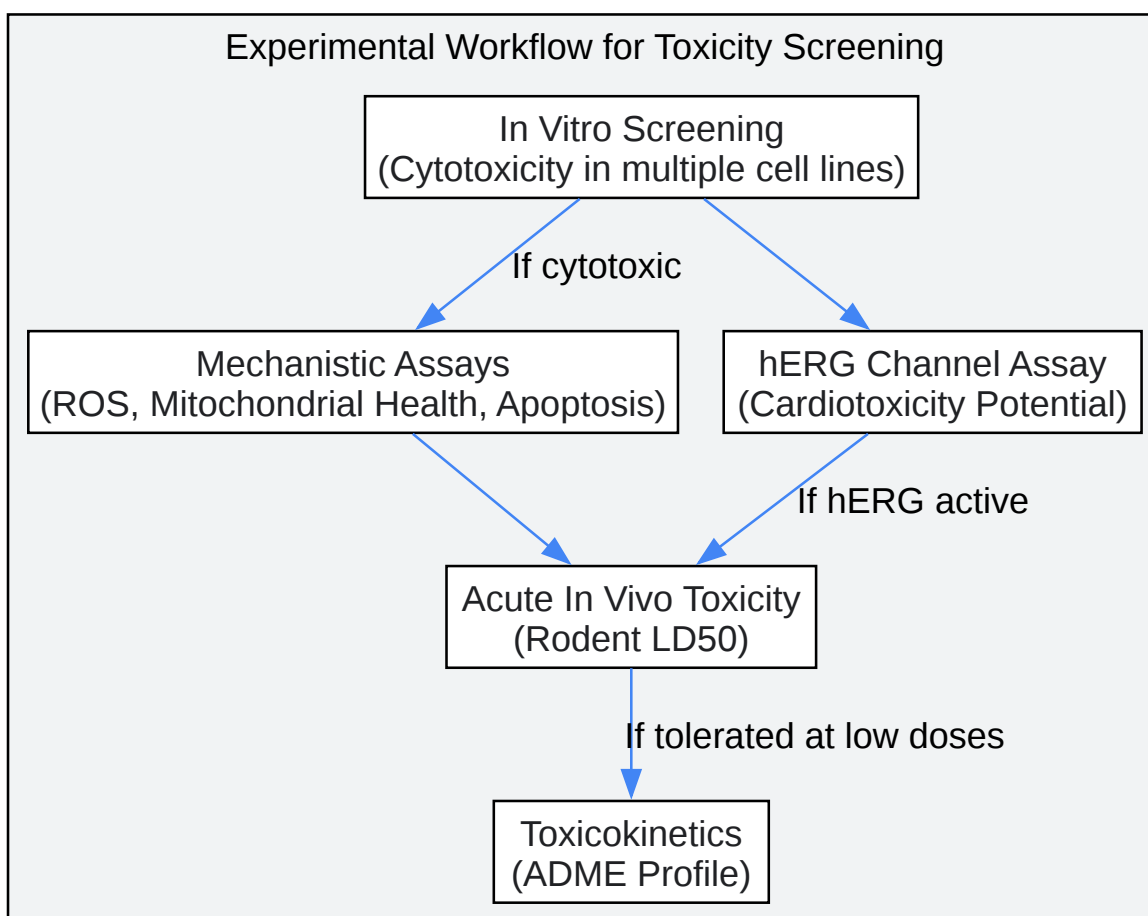 Experimental Workflow for Toxicity Screening
In Vitro Screening
(Cytotoxicity in multiple cell lines)
If cytotoxic
Mechanistic Assays
(ROS, Mitochondrial Health, Apoptosis)
hERG Channel Assay
(Cardiotoxicity Potential)
If hERG active
Acute In Vivo Toxicity
(Rodent LD50)
If tolerated at low doses
Toxicokinetics
(ADME Profile)